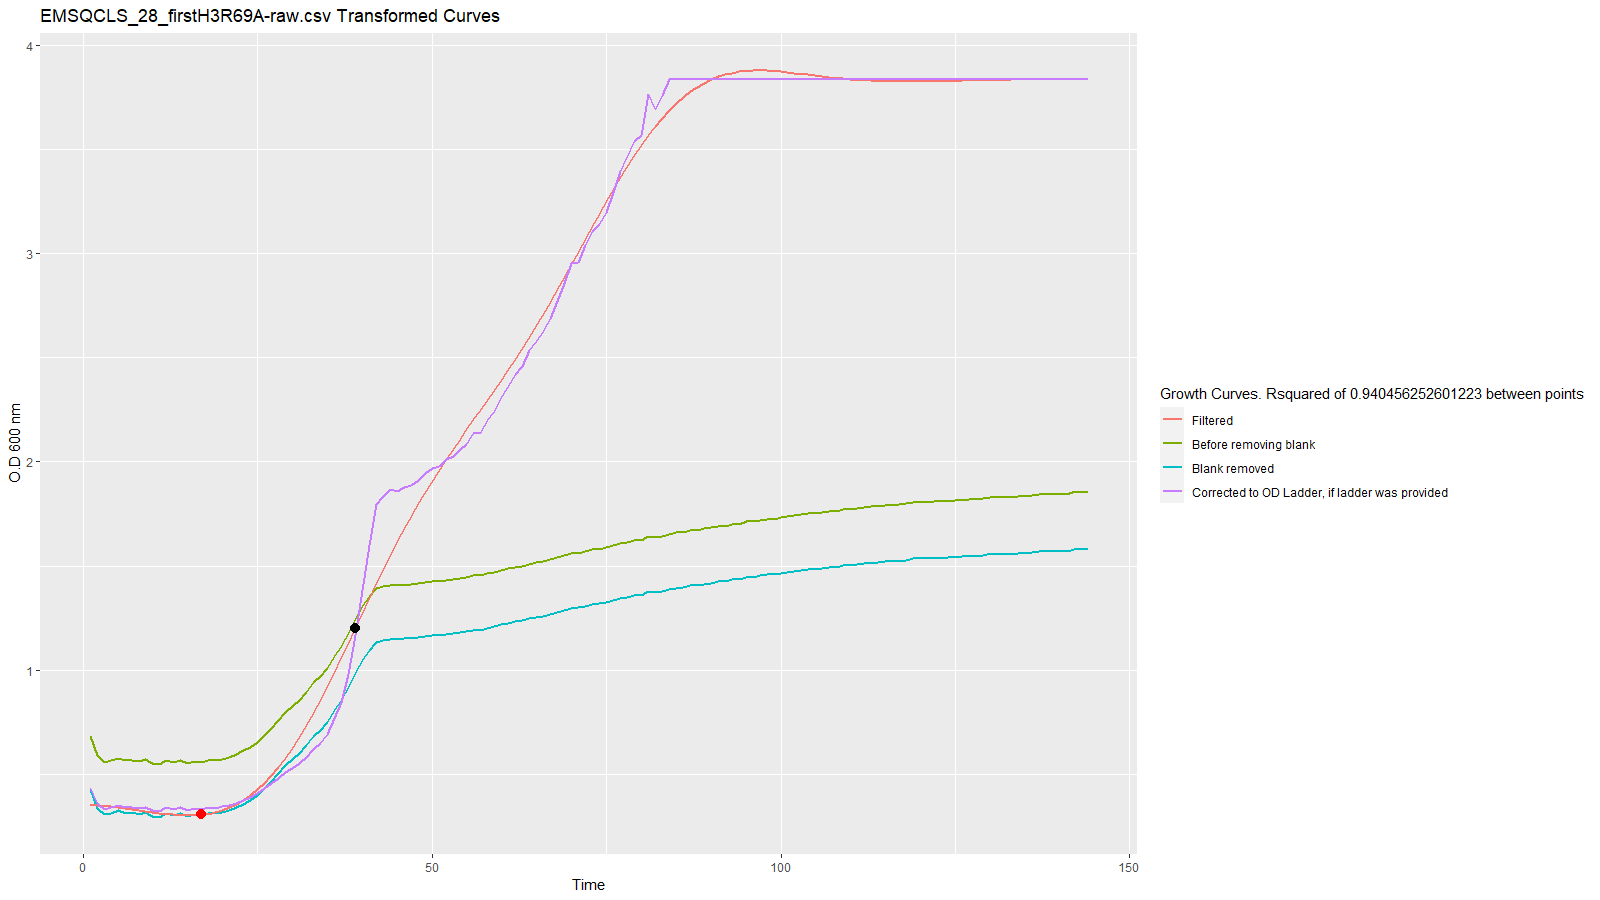 EMSQCLS_28_firstH3R69A-raw.csv Transformed Curves
4
3
2
1
O.D 600 nm
0
50
100
150
Time
Growth Curves. Rsquared of 0.940456252601223 between points
Filtered
Before removing blank
Blank removed
Corrected to OD Ladder, if ladder was provided